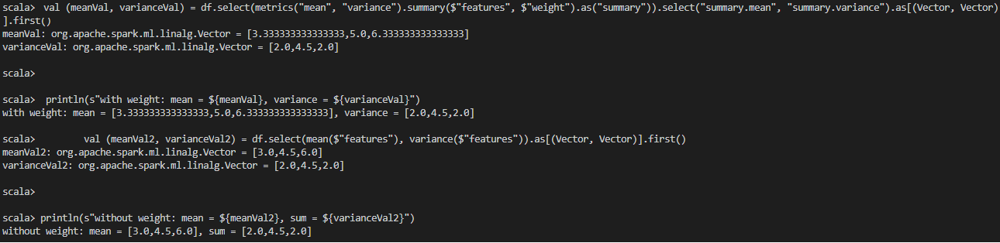 scala>  val (meanVal, varianceVal) = df.select(metrics("mean", "variance").summary($"features", $"weight").as("summary")).select("summary.mean", "summary.variance").as[(Vector, Vector)
].first()
meanVal: org.apache.spark.ml.linalg.Vector = [3.333333333333333,5.0,6.333333333333333]
varianceVal: org.apache.spark.ml.linalg.Vector = [2.0,4.5,2.0]
scala>
scala>  println(s"with weight: mean = ${meanVal}, variance = ${varianceVal}")
with weight: mean = [3.333333333333333,5.0,6.333333333333333], variance = [2.0,4.5,2.0]
scala>        val (meanVal2, varianceVal2) = df.select(mean($"features"), variance($"features")).as[(Vector, Vector)].first()
meanVal2: org.apache.spark.ml.linalg.Vector = [3.0,4.5,6.0]
varianceVal2: org.apache.spark.ml.linalg.Vector = [2.0,4.5,2.0]
scala>
scala> println(s"without weight: mean = ${meanVal2}, sum = ${varianceVal2}")
without weight: mean = [3.0,4.5,6.0], sum = [2.0,4.5,2.0]